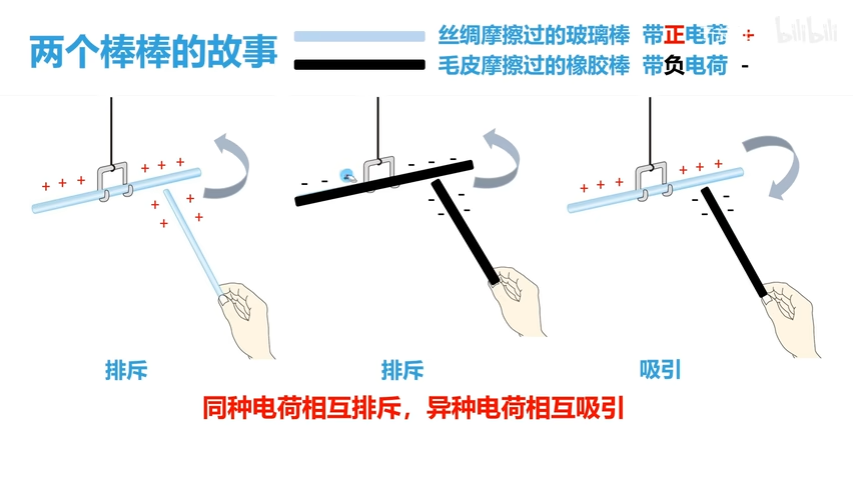 两个棒棒的故事
丝绸摩擦过的玻璃棒 带正电荷 +
毛皮摩擦过的橡胶棒 带负电荷 -
bilibili
+ + + + + +
- - - - -
+ + + + + +
+ + + +
- - - -
- - - -
排斥
排斥
吸引
同种电荷相互排斥，异种电荷相互吸引